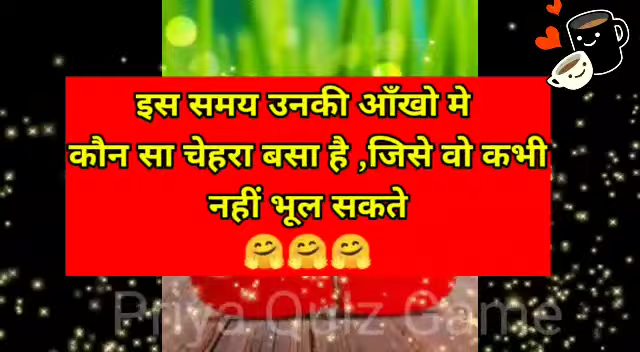 इस समय उनकी आँखो मे
कौन सा चेहरा बसा है ,जिसे वो कभी
नहीं भूल सकते
🤗🤗🤗
Priya Quiz Game